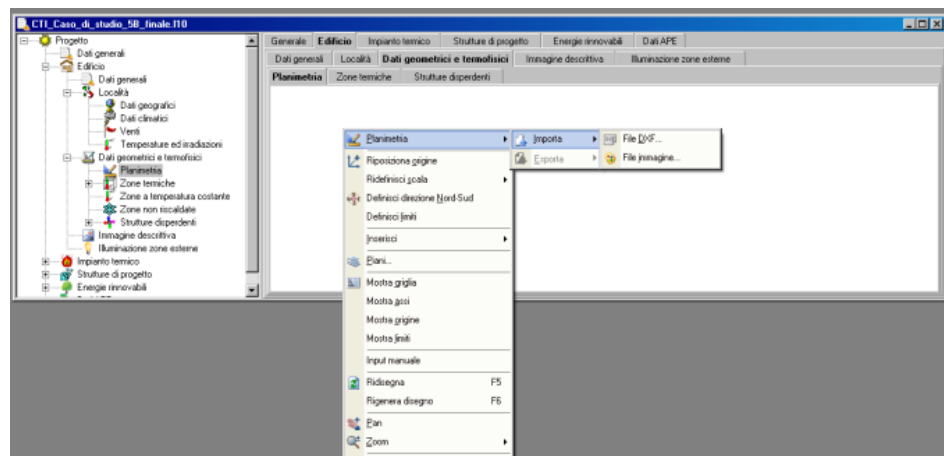 CTI_Caso_di_studio_5B_finale.I10
Progetto
Dati generali
Edificio
Dati generali
Località
Dati geografici
Dati climatici
Venti
Temperature ed irradiazioni
Dati geometrici e termofisici
Planimetria
Zone termiche
Zone a temperatura costante
Zone non riscaldate
Strutture disperdenti
Immagine descrittiva
Illuminazione zone esterne
Impianto termico
Strutture di progetto
Energie rinnovabili
Generale Edificio Impianto termico Strutture di progetto Energie rinnovabili Dati APE
Dati generali Località Dati geometrici e termofisici Immagine descrittiva Illuminazione zone esterne
Planimetria Zone termiche Strutture disperdenti
Planimetria
Riposiziona origine
Ridefinisci scala
Definisci direzione Nord-Sud
Definisci limiti
Inserisci
Piani...
Mostra griglia
Mostra assi
Mostra origine
Mostra limiti
Input manuale
Ridisegna F5
Rigenera disegno F6
Pan
Zoom
Importa
Esporta
File DXF...
File immagine...